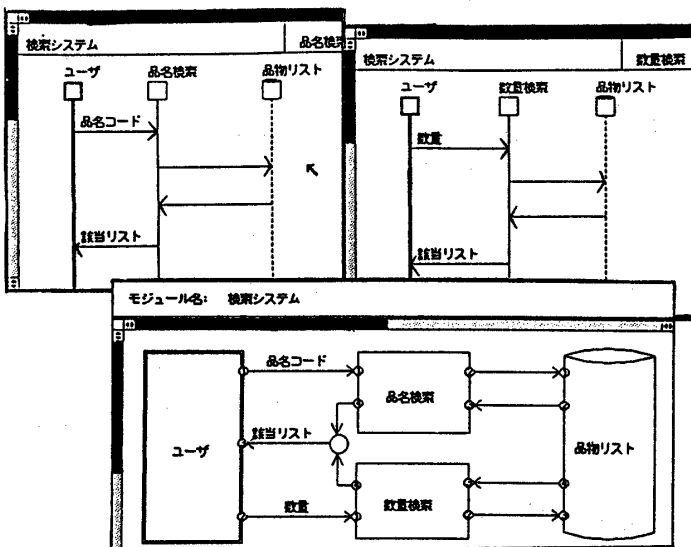 検索システム 品名検索
ユーザ 品名検索 品物リスト
品名コード
該当リスト
検索システム 数量検索
ユーザ 数量検索 品物リスト
数量
該当リスト
モジュール名: 検索システム
品名コード
品名検索
該当リスト
ユーザ
品物リスト
数量
数量検索